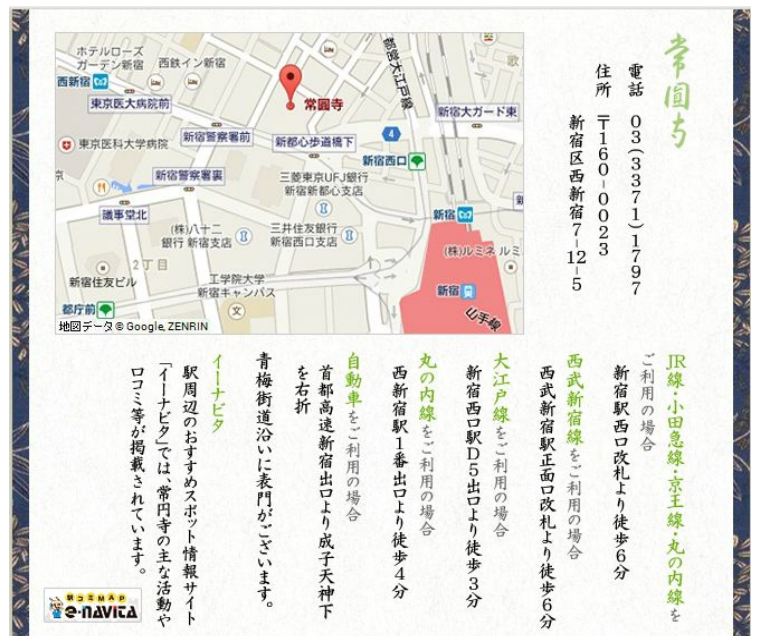 常圓寺
電話 03(3371)1797
住所 〒160-0023
新宿区西新宿7-12-5
ホテルローズ
ガーデン新宿
西鉄イン新宿
西新宿
東京医大病院前
常圓寺
都営大江戸線
歌
新宿大ガード東
東京医科大学病院
新宿警察署前
新都心歩道橋下
4
新宿西口
京
新宿警察署裏
三菱東京UFJ銀行
新宿新都心支店
議事堂北
(株)八十二
銀行 新宿支店
三井住友銀行
新宿西口支店
新宿
(株)ルミネ ルミ
2丁目
新宿住友ビル
工学院大学
新宿キャンパス
新宿
都庁前
山手線
地図データ © Google, ZENRIN
JR線・小田急線・京王線・丸の内線を
ご利用の場合
新宿駅西口改札より徒歩6分
西武新宿線をご利用の場合
西武新宿駅正面口改札より徒歩6分
大江戸線をご利用の場合
新宿西口駅D5出口より徒歩3分
丸の内線をご利用の場合
西新宿駅1番出口より徒歩4分
自動車をご利用の場合
首都高速新宿出口より成子天神下
を右折
青梅街道沿いに表門がございます。
イーナビタ
駅周辺のおすすめスポット情報サイト
「イーナビタ」では、常円寺の主な活動や
口コミ等が掲載されています。
駅コミMAP
e-NAVITA